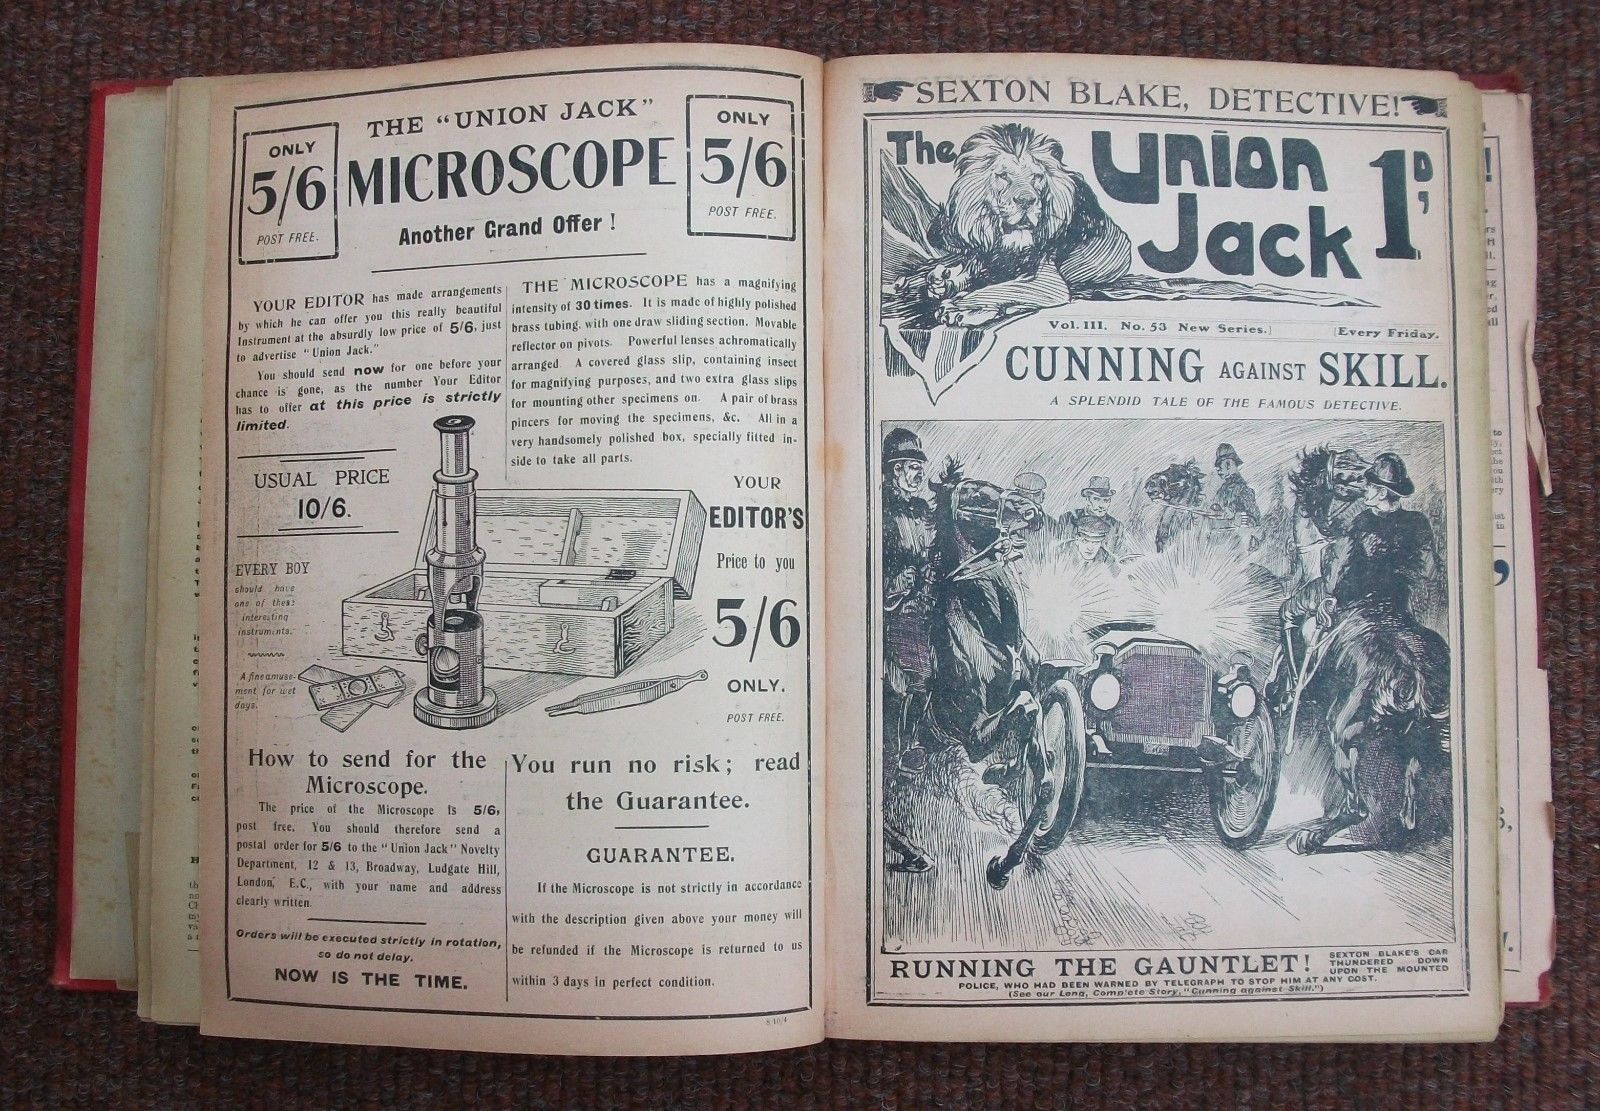 THE "UNION JACK"
MICROSCOPE
Another Grand Offer !
ONLY
5/6
POST FREE.
ONLY
5/6
POST FREE.
YOUR EDITOR has made arrangements
by which he can offer you this really beautiful
Instrument at the absurdly low price of 5/6, just
to advertise "Union Jack."
You should send now for one before your
chance is gone, as the number Your Editor
has to offer at this price is strictly
limited.
THE MICROSCOPE has a magnifying
intensity of 30 times. It is made of highly polished
brass tubing, with one draw sliding section. Movable
reflector on pivots. Powerful lenses achromatically
arranged. A covered glass slip, containing insect
for magnifying purposes, and two extra glass slips
for mounting other specimens on. A pair of brass
pincers for moving the specimens, &c. All in a
very handsomely polished box, specially fitted in-
side to take all parts.
USUAL PRICE
10/6.
EVERY BOY
should have
one of these
interesting
instruments.
A fine amuse-
ment for wet
days.
YOUR
EDITOR'S
Price to you
5/6
ONLY.
POST FREE.
How to send for the
Microscope.
The price of the Microscope is 5/6,
post free. You should therefore send a
postal order for 5/6 to the "Union Jack" Novelty
Department, 12 & 13, Broadway, Ludgate Hill,
London, E.C., with your name and address
clearly written.
Orders will be executed strictly in rotation,
so do not delay.
NOW IS THE TIME.
You run no risk; read
the Guarantee.
GUARANTEE.
If the Microscope is not strictly in accordance
with the description given above your money will
be refunded if the Microscope is returned to us
within 3 days in perfect condition.
8/10/4
SEXTON BLAKE, DETECTIVE!
The Union
Jack
1D,
Vol. III. No. 53 New Series.]
[Every Friday.
CUNNING AGAINST SKILL.
A SPLENDID TALE OF THE FAMOUS DETECTIVE.
RUNNING THE GAUNTLET! SEXTON BLAKE'S CAR
THUNDERED DOWN
UPON THE MOUNTED
POLICE, WHO HAD BEEN WARNED BY TELEGRAPH TO STOP HIM AT ANY COST.
(See our Long, Complete Story, "Cunning against Skill.")